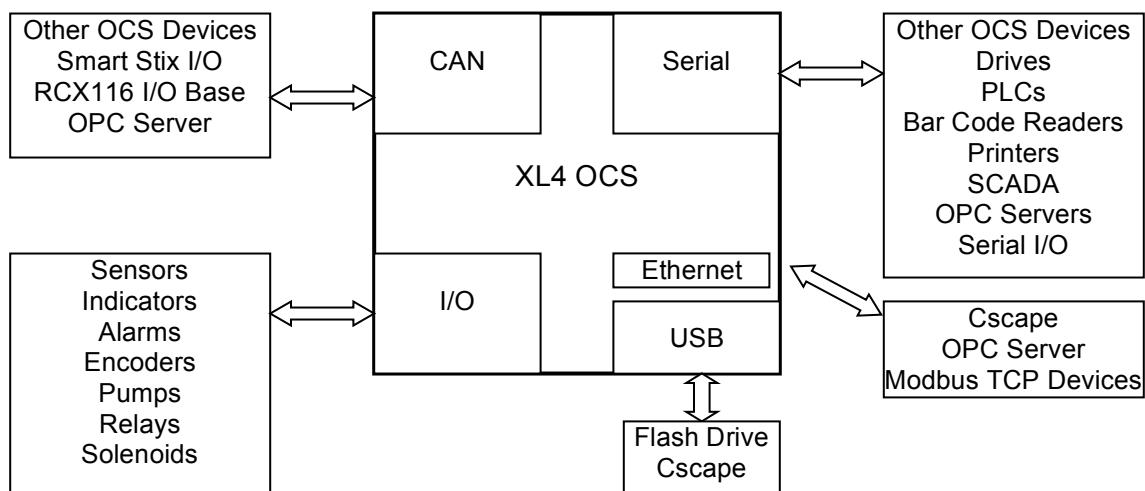 Other OCS Devices
Smart Stix I/O
RCX116 I/O Base
OPC Server
CAN
Serial
XL4 OCS
Ethernet
I/O
USB
Other OCS Devices
Drives
PLCs
Bar Code Readers
Printers
SCADA
OPC Servers
Serial I/O
Sensors
Indicators
Alarms
Encoders
Pumps
Relays
Solenoids
Cscape
OPC Server
Modbus TCP Devices
Flash Drive
Cscape